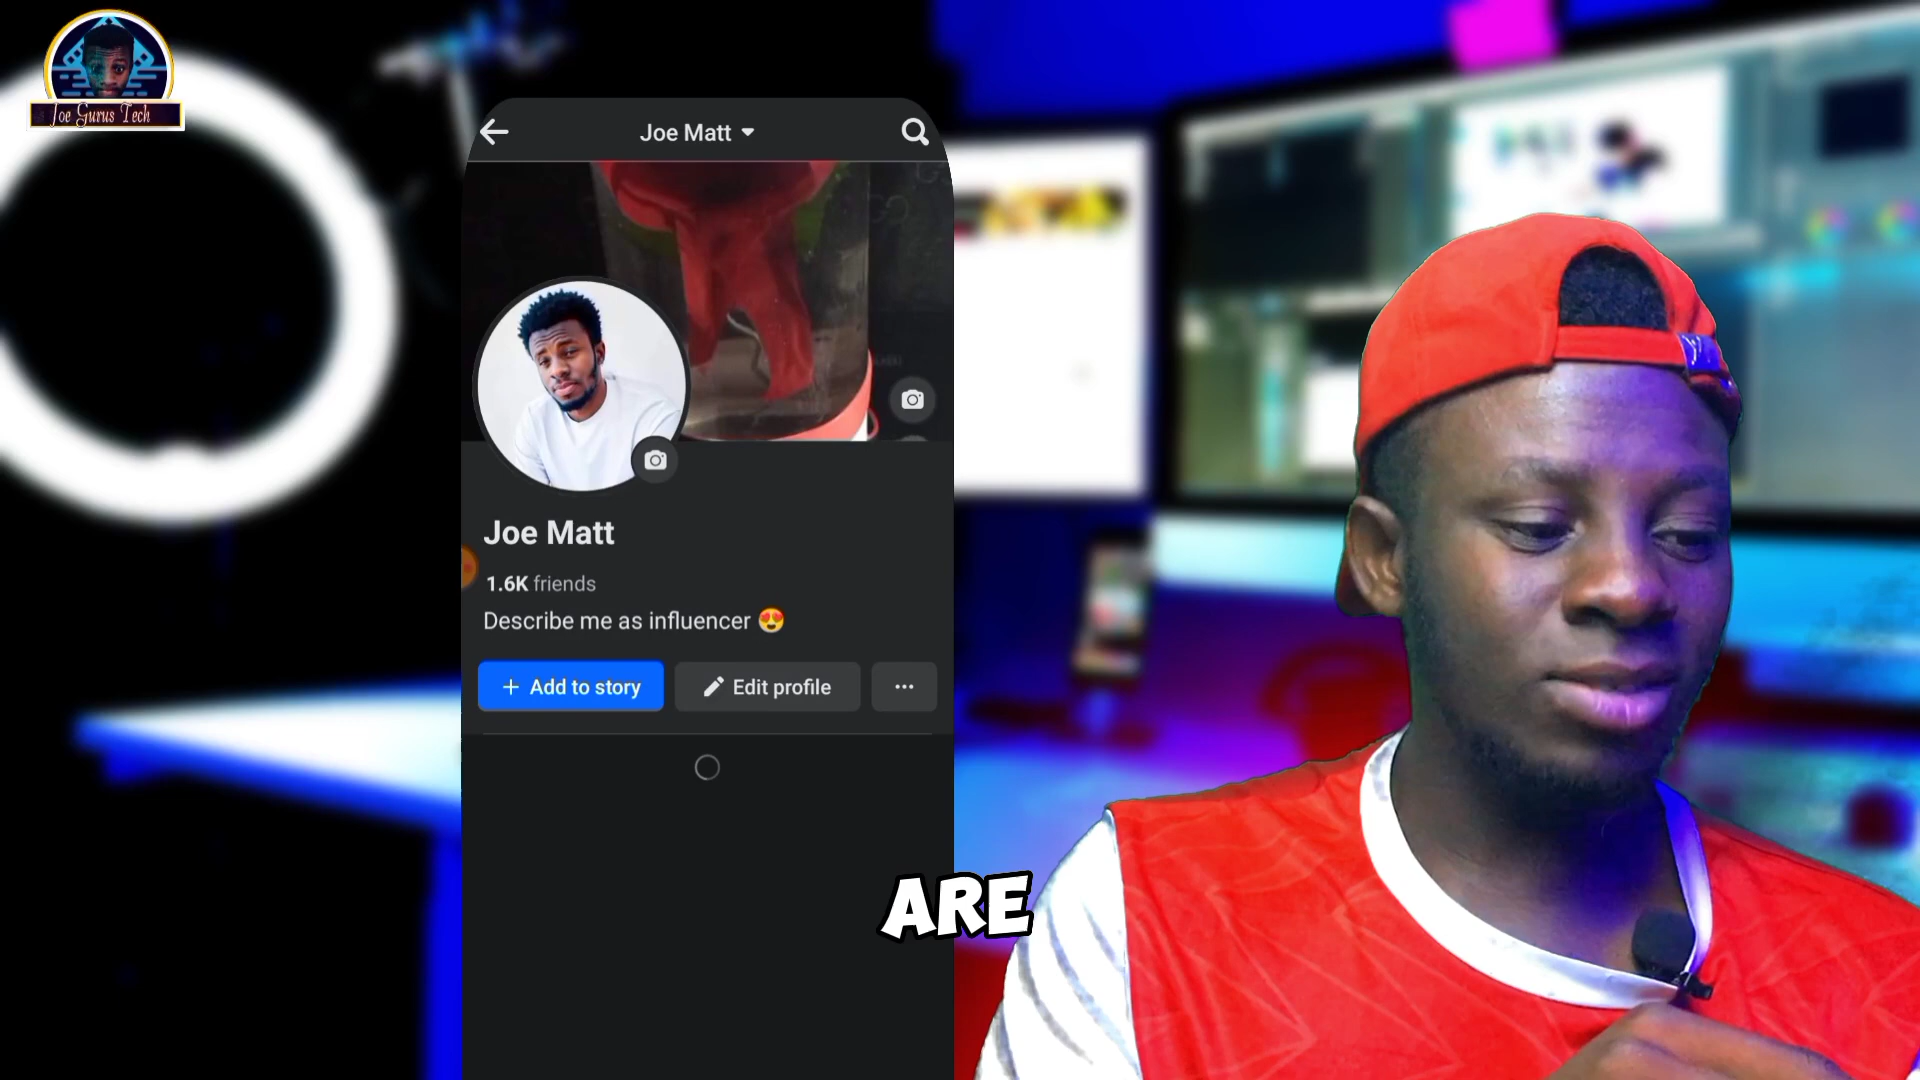 Joe Gurus Tech
Joe Matt
Joe Matt
1.6K friends
Describe me as influencer 😍
+ Add to story
Edit profile
ARE